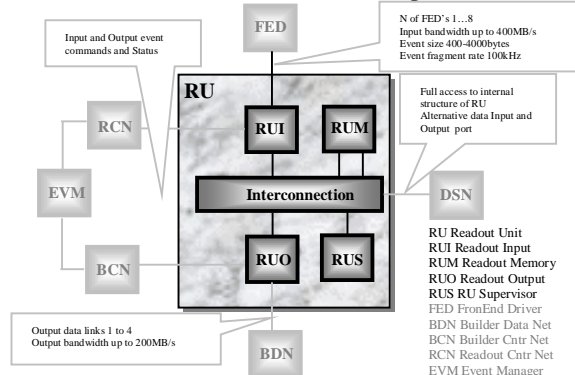 FED
N of FED's 1…8
Input bandwidth up to 400MB/s
Event size 400-4000bytes
Event fragment rate 100kHz
Input and Output event
commands and Status
RU
Full access to internal
structure of RU
Alternative data Input and
Output port
RCN
RUI
RUM
EVM
Interconnection
DSN
BCN
RUO
RUS
RU Readout Unit
RUI Readout Input
RUM Readout Memory
RUO Readout Output
RUS RU Supervisor
FED FronEnd Driver
BDN Builder Data Net
BCN Builder Cntr Net
RCN Readout Cntr Net
EVM Event Manager
Output data links 1 to 4
Output bandwidth up to 200MB/s
BDN